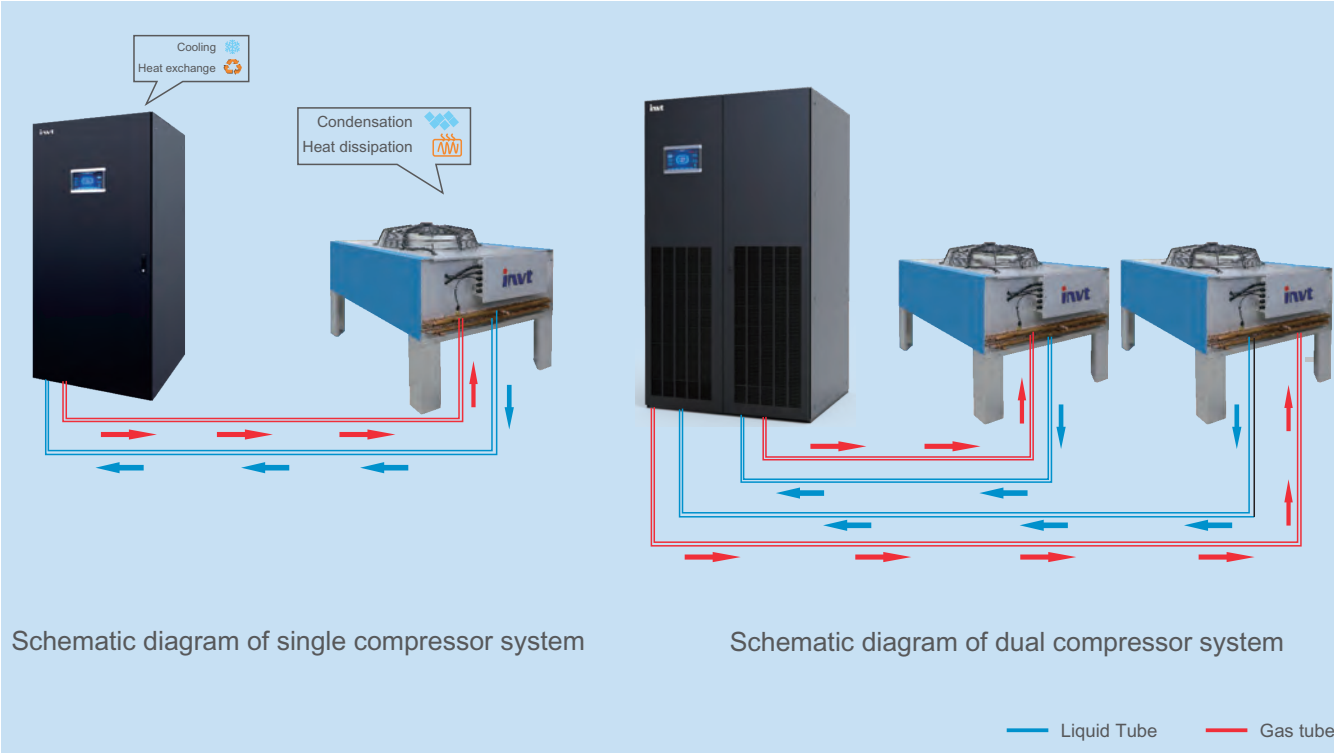 Cooling
Heat exchange
Condensation
Heat dissipation
invt
invt
invt
invt
invt
Schematic diagram of single compressor system
Schematic diagram of dual compressor system
Liquid Tube
Gas tube